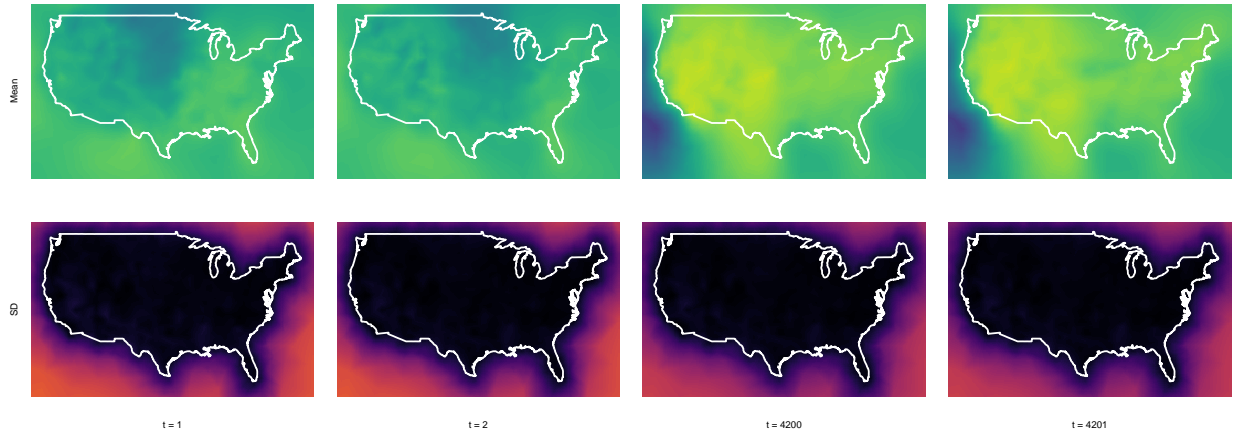 Mean
SD
t = 1
t = 2
t = 4200
t = 4201